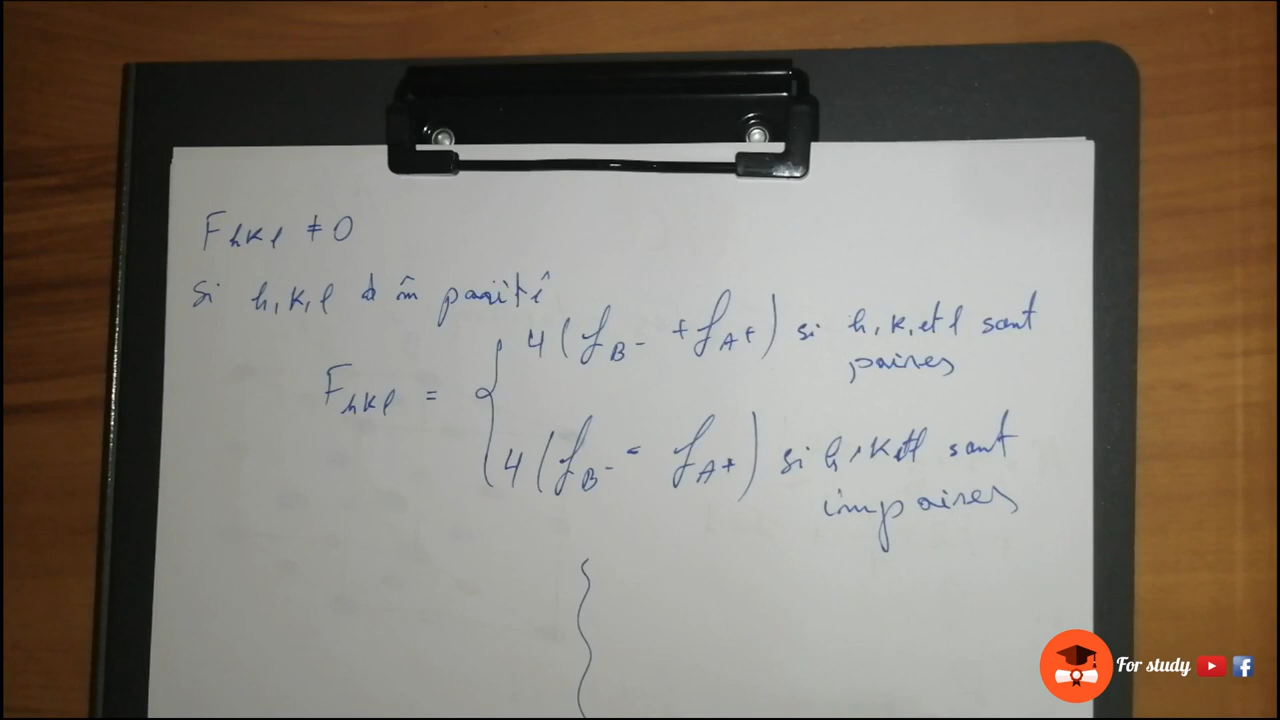 Fhkl ≠ 0
Si h,k,l de m̂ parité
4(fB- + fA+) si h,k,et l sont
paires
Fhkl =
4(fB- - fA+) si h,k et l sont
impaires
For study